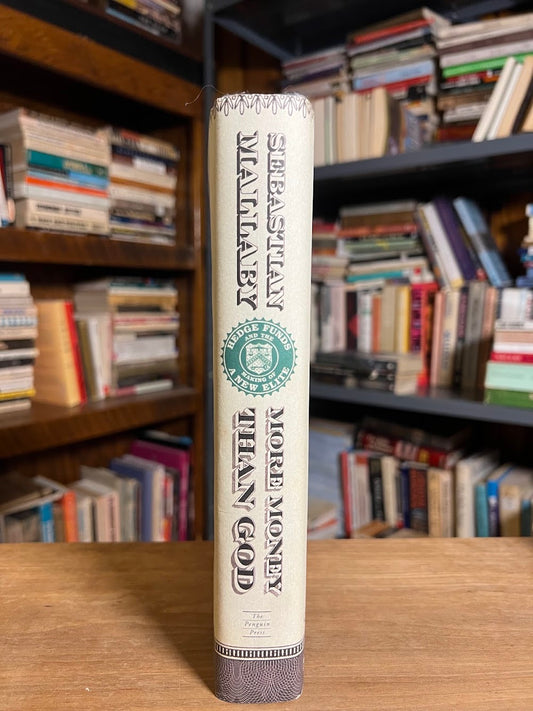 SEBASTIAN
MALLABY
HEDGE FUNDS
AND THE
MAKING OF
A NEW ELITE
MORE MONEY
THAN GOD
The
Penguin
Press